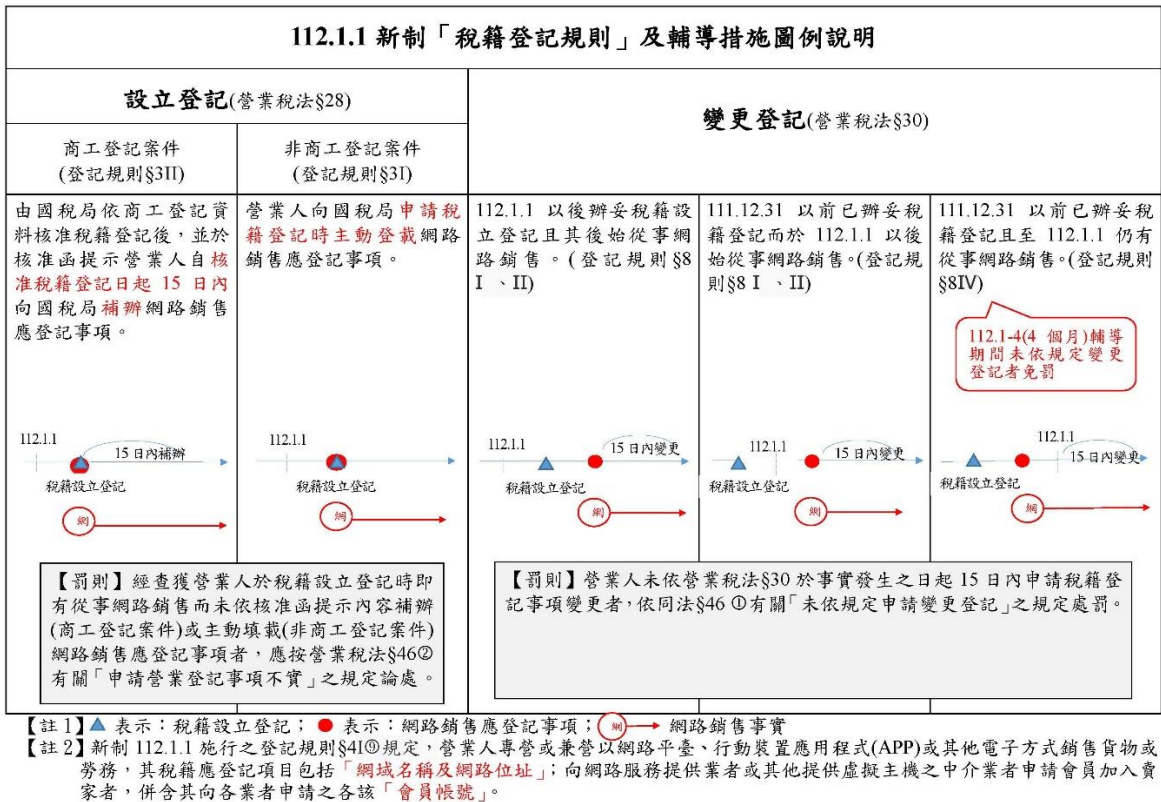 112.1.1 新制「稅籍登記規則」及輔導措施圖例說明
設立登記(營業稅法§28)
變更登記(營業稅法§30)
商工登記案件
(登記規則§3II)
非商工登記案件
(登記規則§3I)
由國稅局依商工登記資
料核准稅籍登記後，並於
核准函提示營業人自核
准稅籍登記日起 15 日內
向國稅局補辦網路銷售
應登記事項。
營業人向國稅局申請稅
籍登記時主動登載網路
銷售應登記事項。
112.1.1 以後辦妥稅籍設
立登記且其後始從事網
路銷售。(登記規則§8
I 、II)
111.12.31 以前已辦妥稅
籍登記而於 112.1.1 以後
始從事網路銷售。(登記規
則§8 I 、II)
111.12.31 以前已辦妥稅
籍登記且至 112.1.1 仍有
從事網路銷售。(登記規則
§8IV)
112.1-4(4 個月)輔導
期間未依規定變更
登記者免罰
112.1.1
15 日內補辦
稅籍設立登記
網
112.1.1
稅籍設立登記
網
112.1.1
15 日內變更
稅籍設立登記
網
112.1.1
15 日內變更
稅籍設立登記
網
112.1.1
15 日內變更
稅籍設立登記
網
【罰則】經查獲營業人於稅籍設立登記時即
有從事網路銷售而未依核准函提示內容補辦
(商工登記案件)或主動填載(非商工登記案件)
網路銷售應登記事項者，應按營業稅法§46②
有關「申請營業登記事項不實」之規定論處。
【罰則】營業人未依營業稅法§30 於事實發生之日起 15 日內申請稅籍登
記事項變更者，依同法§46 ①有關「未依規定申請變更登記」之規定處罰。
【註 1】▲ 表示：稅籍設立登記； ● 表示：網路銷售應登記事項；網→ 網路銷售事實
【註 2】新制 112.1.1 施行之登記規則§4I⑨規定，營業人專營或兼營以網路平臺、行動裝置應用程式(APP)或其他電子方式銷售貨物或
勞務，其稅籍應登記項目包括「網域名稱及網路位址」；向網路服務提供業者或其他提供虛擬主機之中介業者申請會員加入賣
家者，併含其向各業者申請之各該「會員帳號」。